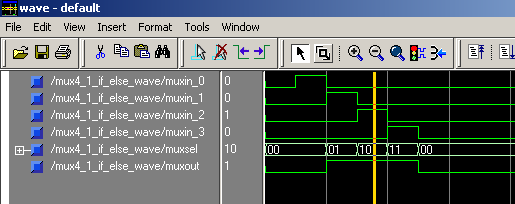 wave - default
File Edit View Insert Format Tools Window
/mux4_1_if_else_wave/muxin_0 0
/mux4_1_if_else_wave/muxin_1 0
/mux4_1_if_else_wave/muxin_2 1
/mux4_1_if_else_wave/muxin_3 0
/mux4_1_if_else_wave/muxsel 10 00 01 10 11 00
/mux4_1_if_else_wave/muxout 1